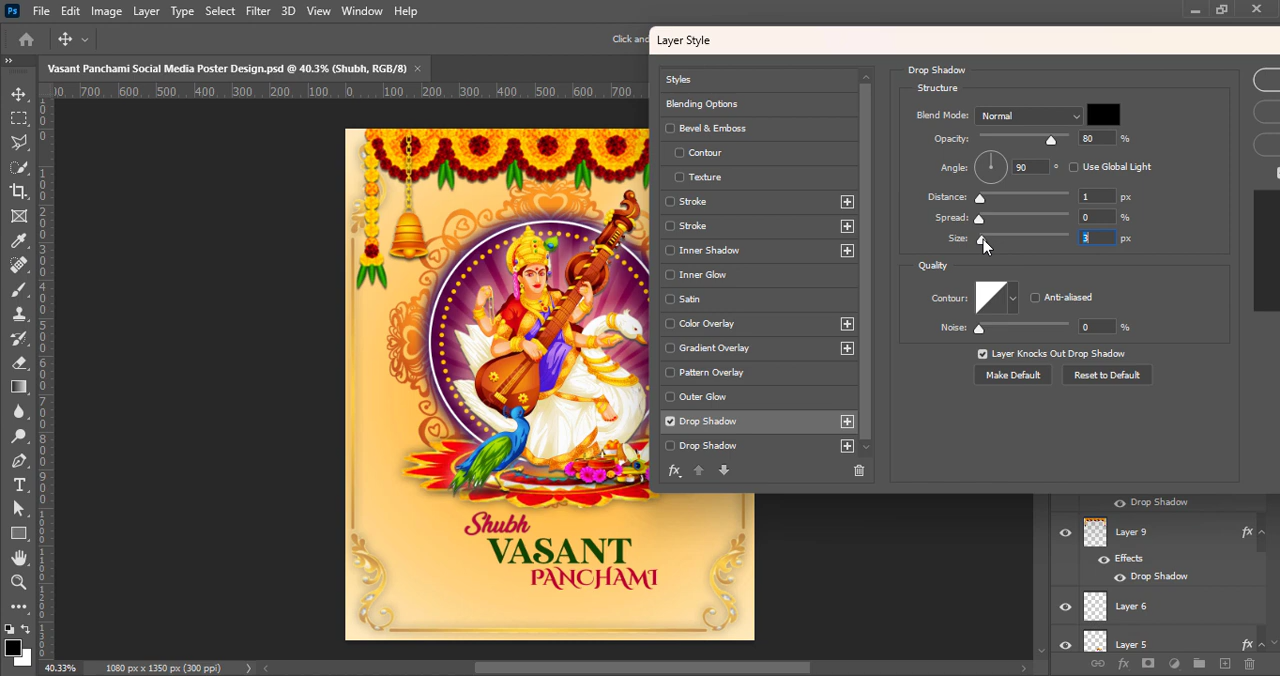 Ps File Edit Image Layer Type Select Filter 3D View Window Help
Click and
Layer Style
Vasant Panchami Social Media Poster Design.psd @ 40.3% (Shubh, RGB/8) ×
700 600 500 400 300 200 100 0 100 200 300 400 500 600 700
Styles
Blending Options
Bevel & Emboss
Contour
Texture
Stroke
Stroke
Inner Shadow
Inner Glow
Satin
Color Overlay
Gradient Overlay
Pattern Overlay
Outer Glow
Drop Shadow
Drop Shadow
fx
Drop Shadow
Structure
Blend Mode: Normal
Opacity: 80 %
Angle: 90 ° Use Global Light
Distance: 1 px
Spread: 0 %
Size: 3 px
Quality
Contour: Anti-aliased
Noise: 0 %
Layer Knocks Out Drop Shadow
Make Default Reset to Default
Shubh
VASANT
PANCHAMI
Drop Shadow
Layer 9 fx
Effects
Drop Shadow
Layer 6
Layer 5 fx
40.33% 1080 px x 1350 px (300 ppi)
fx